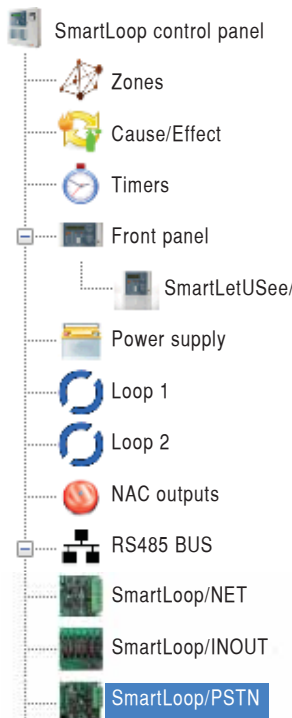 SmartLoop control panel
Zones
Cause/Effect
Timers
Front panel
SmartLetUSee/
Power supply
Loop 1
Loop 2
NAC outputs
RS485 BUS
SmartLoop/NET
SmartLoop/INOUT
SmartLoop/PSTN